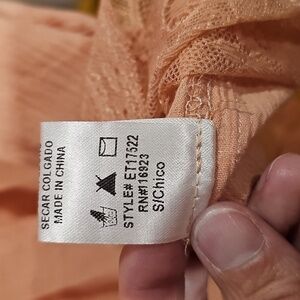 SECAR COLGADO
MADE IN CHINA
STYLE# ET17522
RN#116923
S/Chico